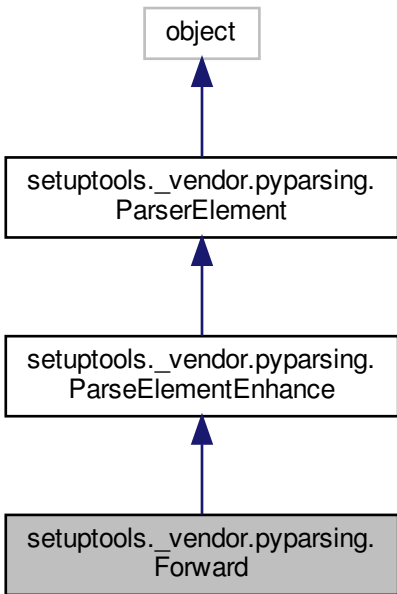 object
setuptools._vendor.pyparsing.
ParserElement
setuptools._vendor.pyparsing.
ParseElementEnhance
setuptools._vendor.pyparsing.
Forward